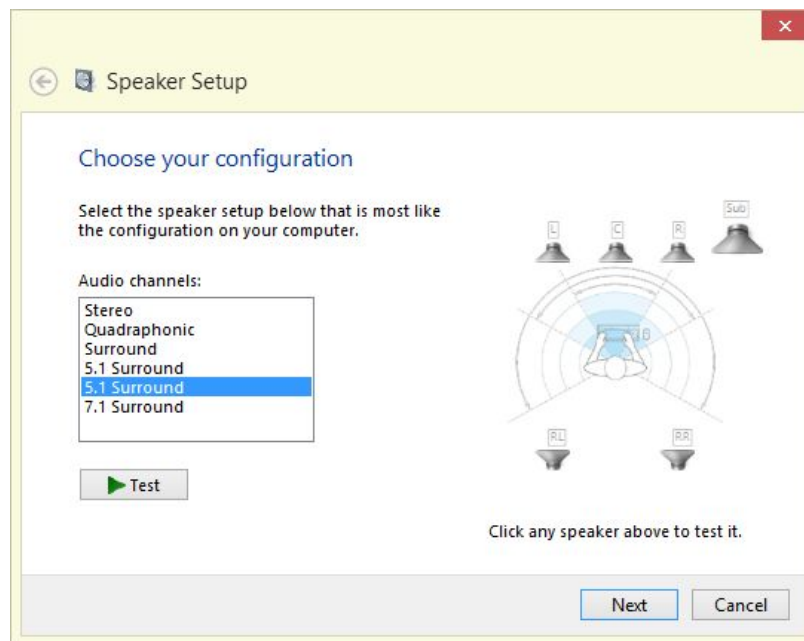 Speaker Setup
Choose your configuration
Select the speaker setup below that is most like
the configuration on your computer.
Audio channels:
Stereo
Quadraphonic
Surround
5.1 Surround
5.1 Surround
7.1 Surround
Test
Sub
L C R
RL RR
Click any speaker above to test it.
Next Cancel